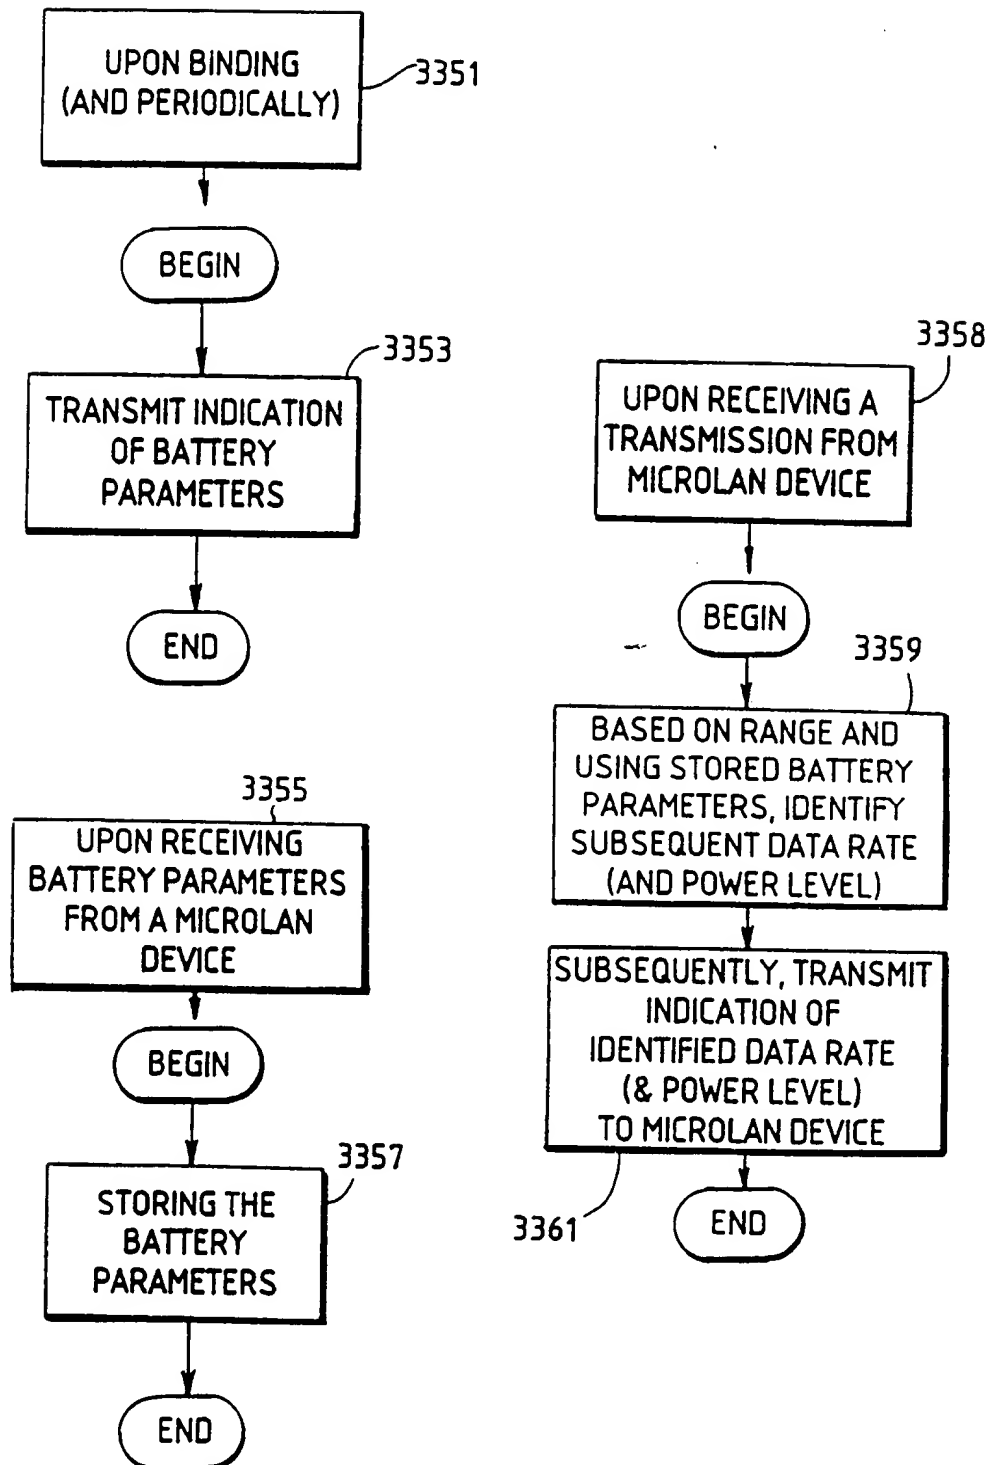 UPON BINDING
(AND PERIODICALLY)
3351
BEGIN
3353
TRANSMIT INDICATION
OF BATTERY
PARAMETERS
END
3355
UPON RECEIVING
BATTERY PARAMETERS
FROM A MICROLAN
DEVICE
BEGIN
3357
STORING THE
BATTERY
PARAMETERS
END
3358
UPON RECEIVING A
TRANSMISSION FROM
MICROLAN DEVICE
BEGIN
3359
BASED ON RANGE AND
USING STORED BATTERY
PARAMETERS, IDENTIFY
SUBSEQUENT DATA RATE
(AND POWER LEVEL)
SUBSEQUENTLY, TRANSMIT
INDICATION OF
IDENTIFIED DATA RATE
(& POWER LEVEL)
TO MICROLAN DEVICE
3361
END